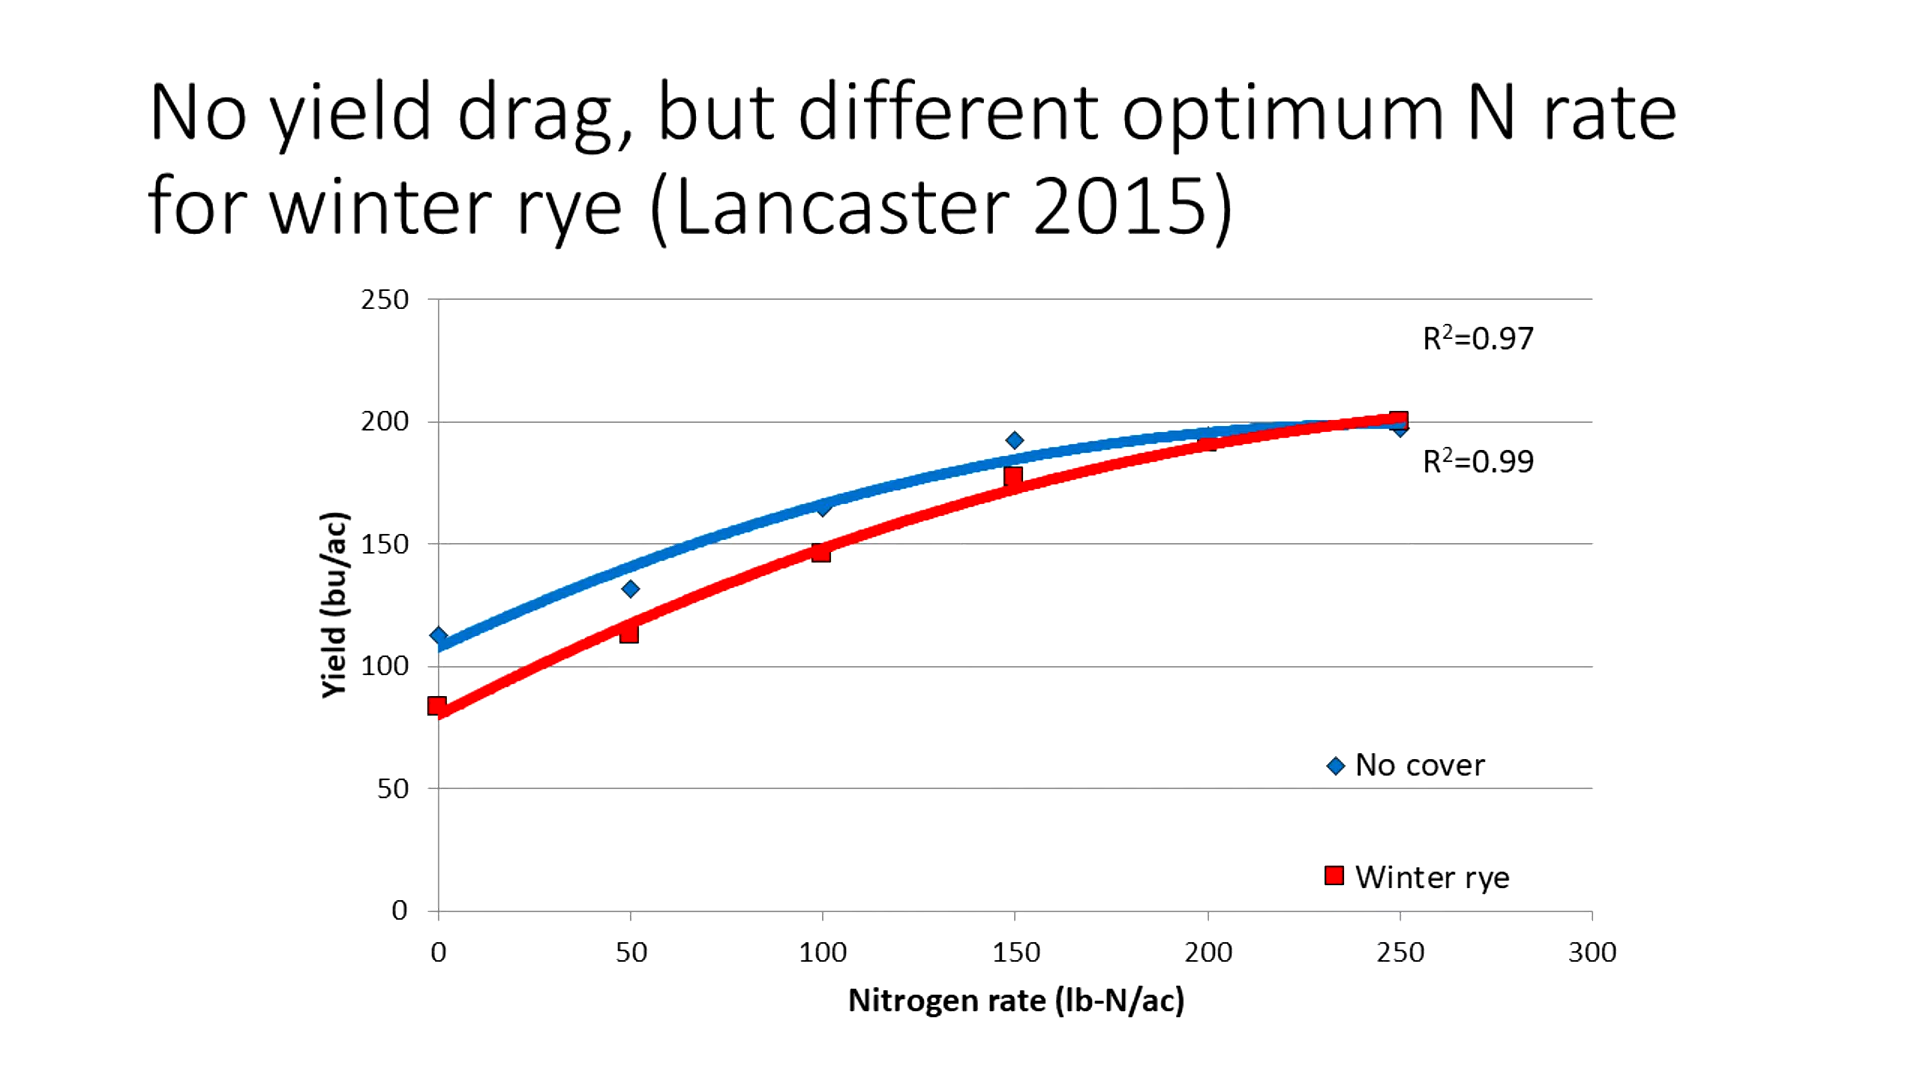 No yield drag, but different optimum N rate
for winter rye (Lancaster 2015)
250
200
150
100
50
0
Yield (bu/ac)
R²=0.97
R²=0.99
No cover
Winter rye
0 50 100 150 200 250 300
Nitrogen rate (lb-N/ac)